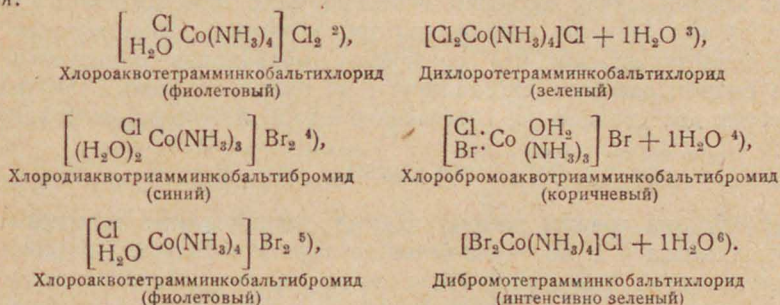 я.
[Cl H₂O Co(NH₃)₄] Cl₂ ²), [Cl₂Co(NH₃)₄]Cl + 1H₂O ³),
Хлороаквотетрамминкобальтихлорид Дихлоротетрамминкобальтихлорид
(фиолетовый) (зеленый)
[Cl (H₂O)₂ Co(NH₃)₃] Br₂ ⁴), [Cl· Br· Co OH₂ (NH₃)₃] Br + 1H₂O ⁴),
Хлородиаквотриамминкобальтибромид Хлоробромоаквотриамминкобальтибромид
(синий) (коричневый)
[Cl H₂O Co(NH₃)₄] Br₂ ⁵), [Br₂Co(NH₃)₄]Cl + 1H₂O⁶).
Хлороаквотетрамминкобальтибромид Дибромотетрамминкобальтихлорид
(фиолетовый) (интенсивно зеленый)